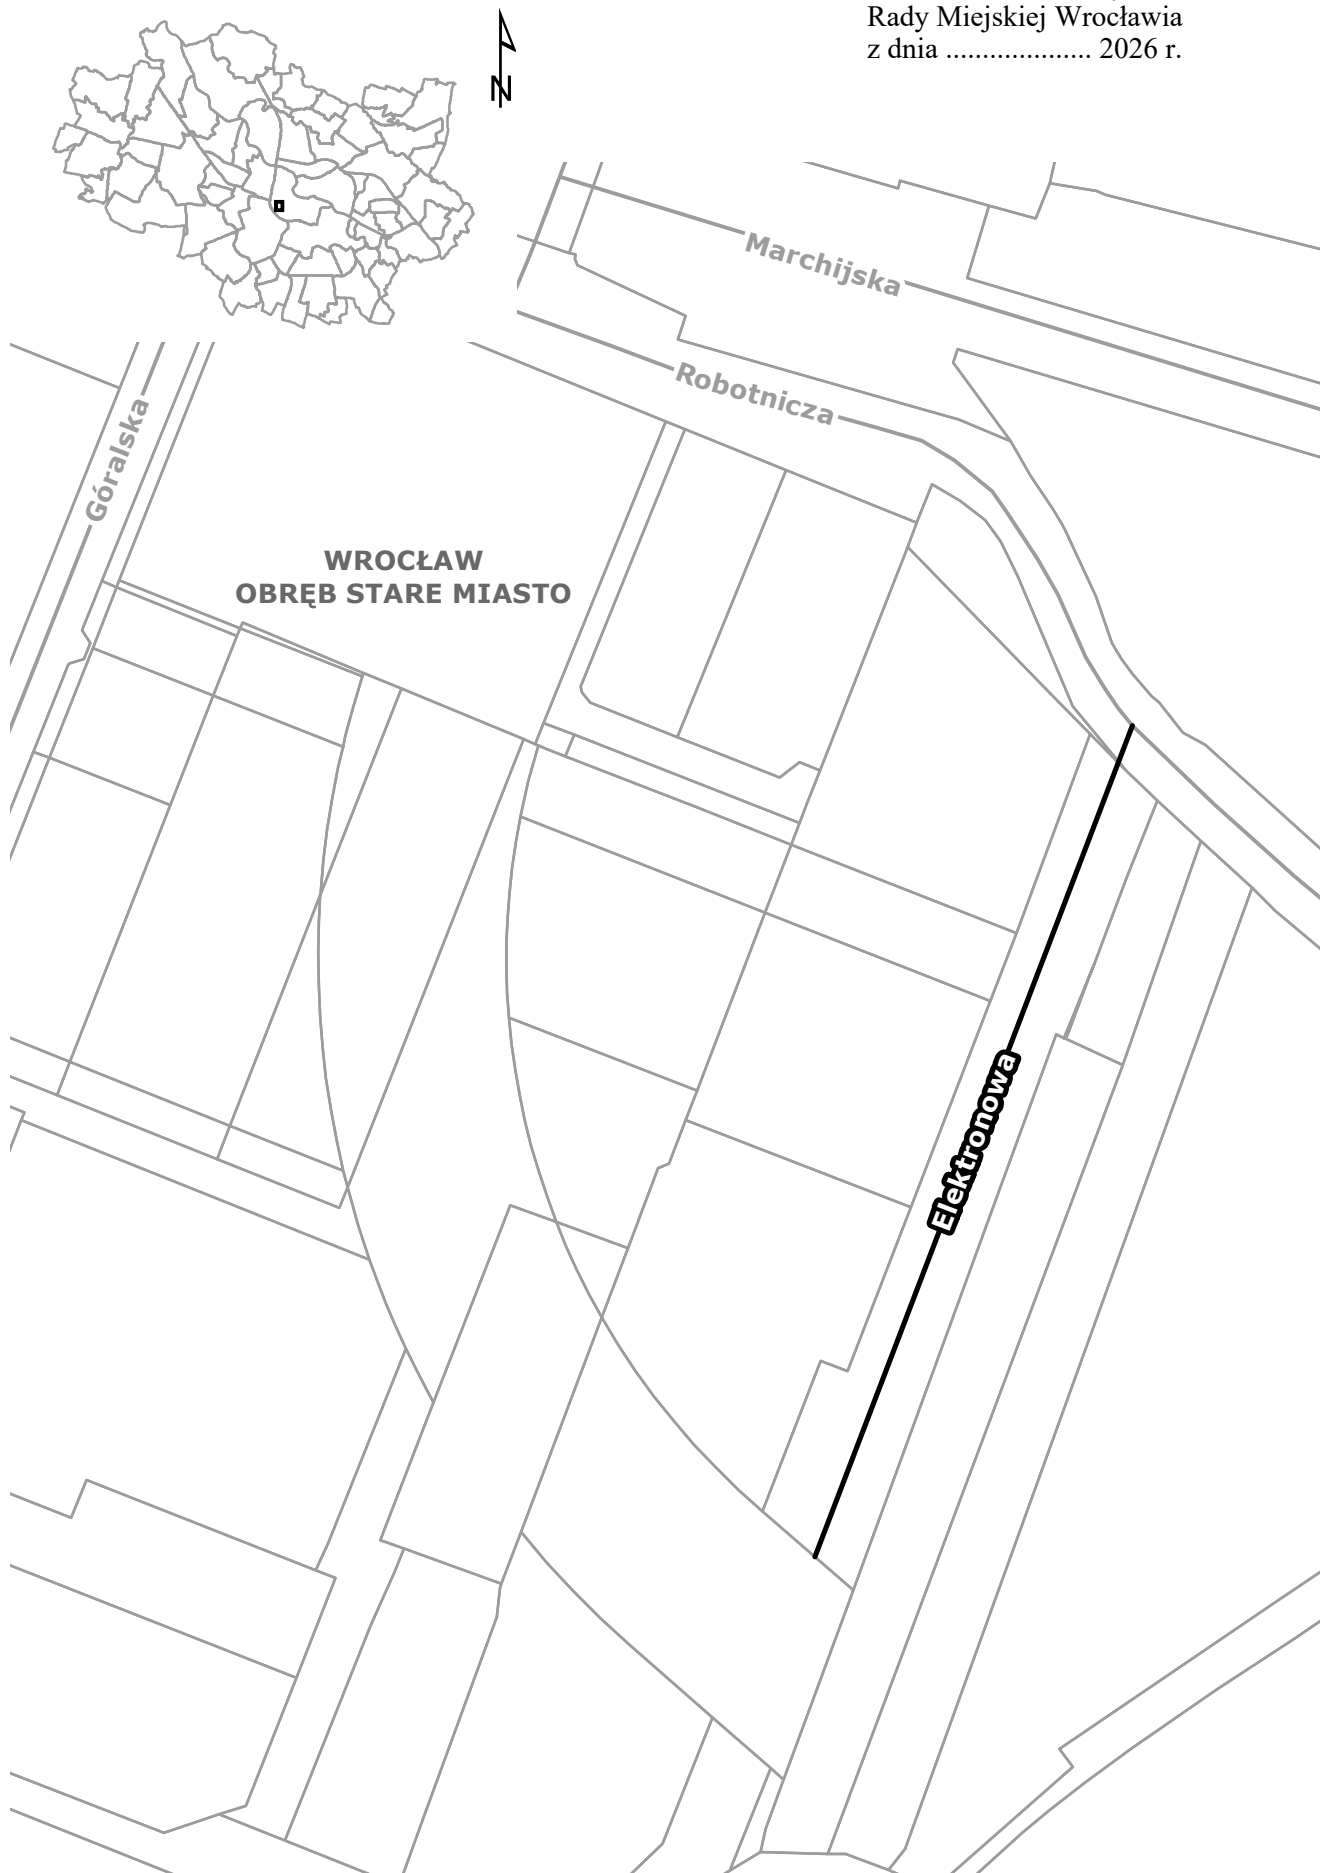 Rady Miejskiej Wrocławia
z dnia .................... 2026 r.
N
Marchijska
Robotnicza
Góralska
WROCŁAW
OBRĘB STARE MIASTO
Elektronowa